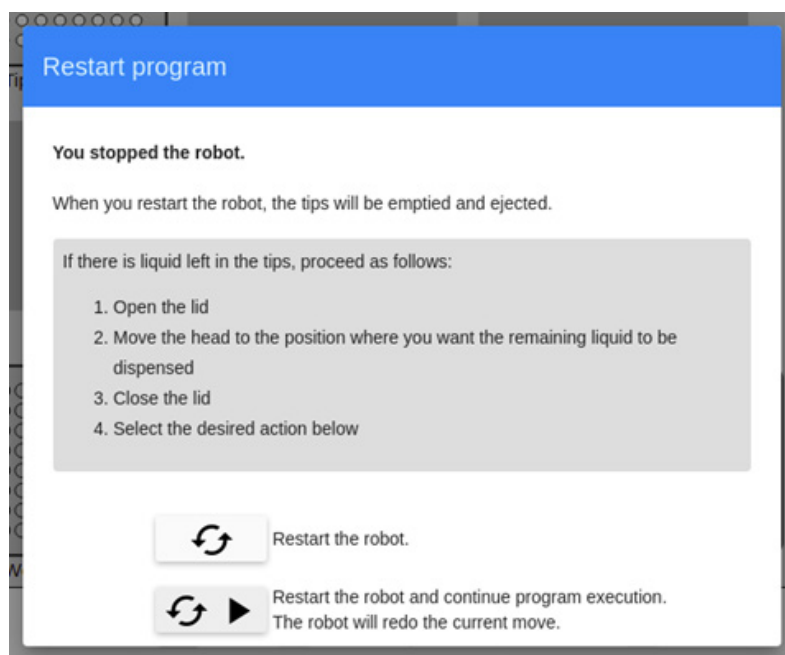 Restart program
You stopped the robot.
When you restart the robot, the tips will be emptied and ejected.
If there is liquid left in the tips, proceed as follows:
1. Open the lid
2. Move the head to the position where you want the remaining liquid to be
dispensed
3. Close the lid
4. Select the desired action below
Restart the robot.
Restart the robot and continue program execution.
The robot will redo the current move.